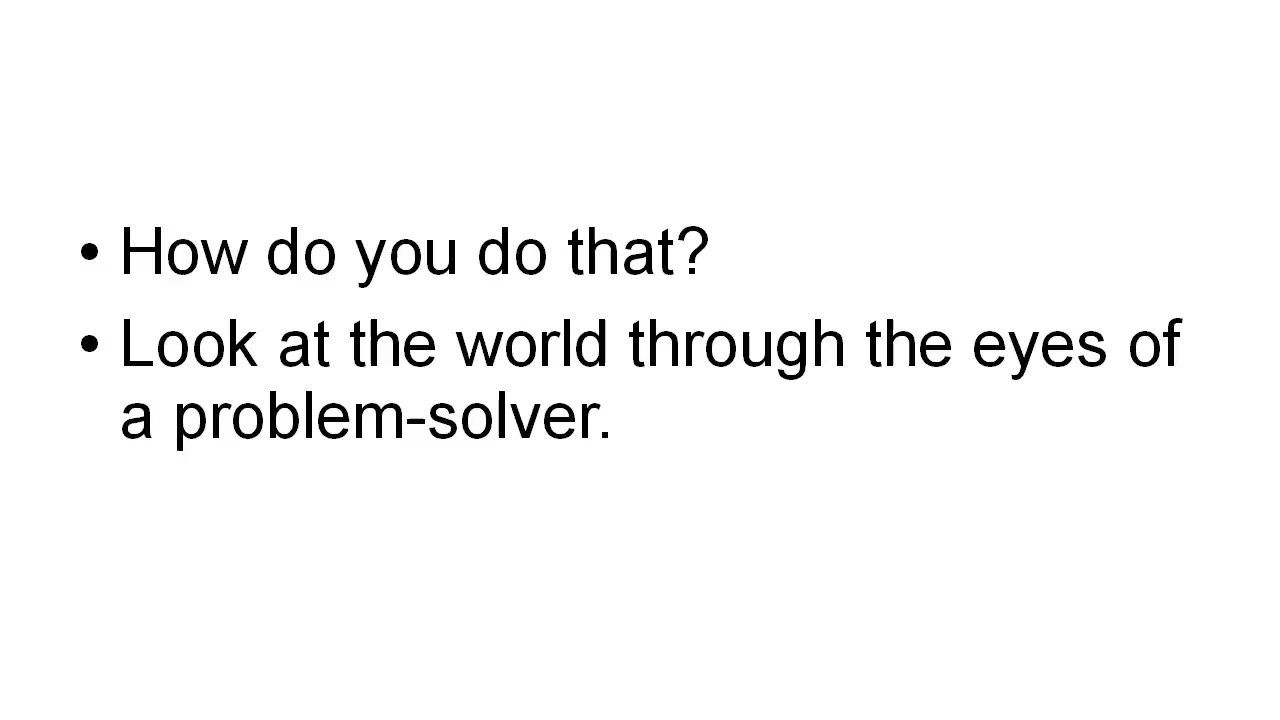 • How do you do that?
• Look at the world through the eyes of
a problem-solver.